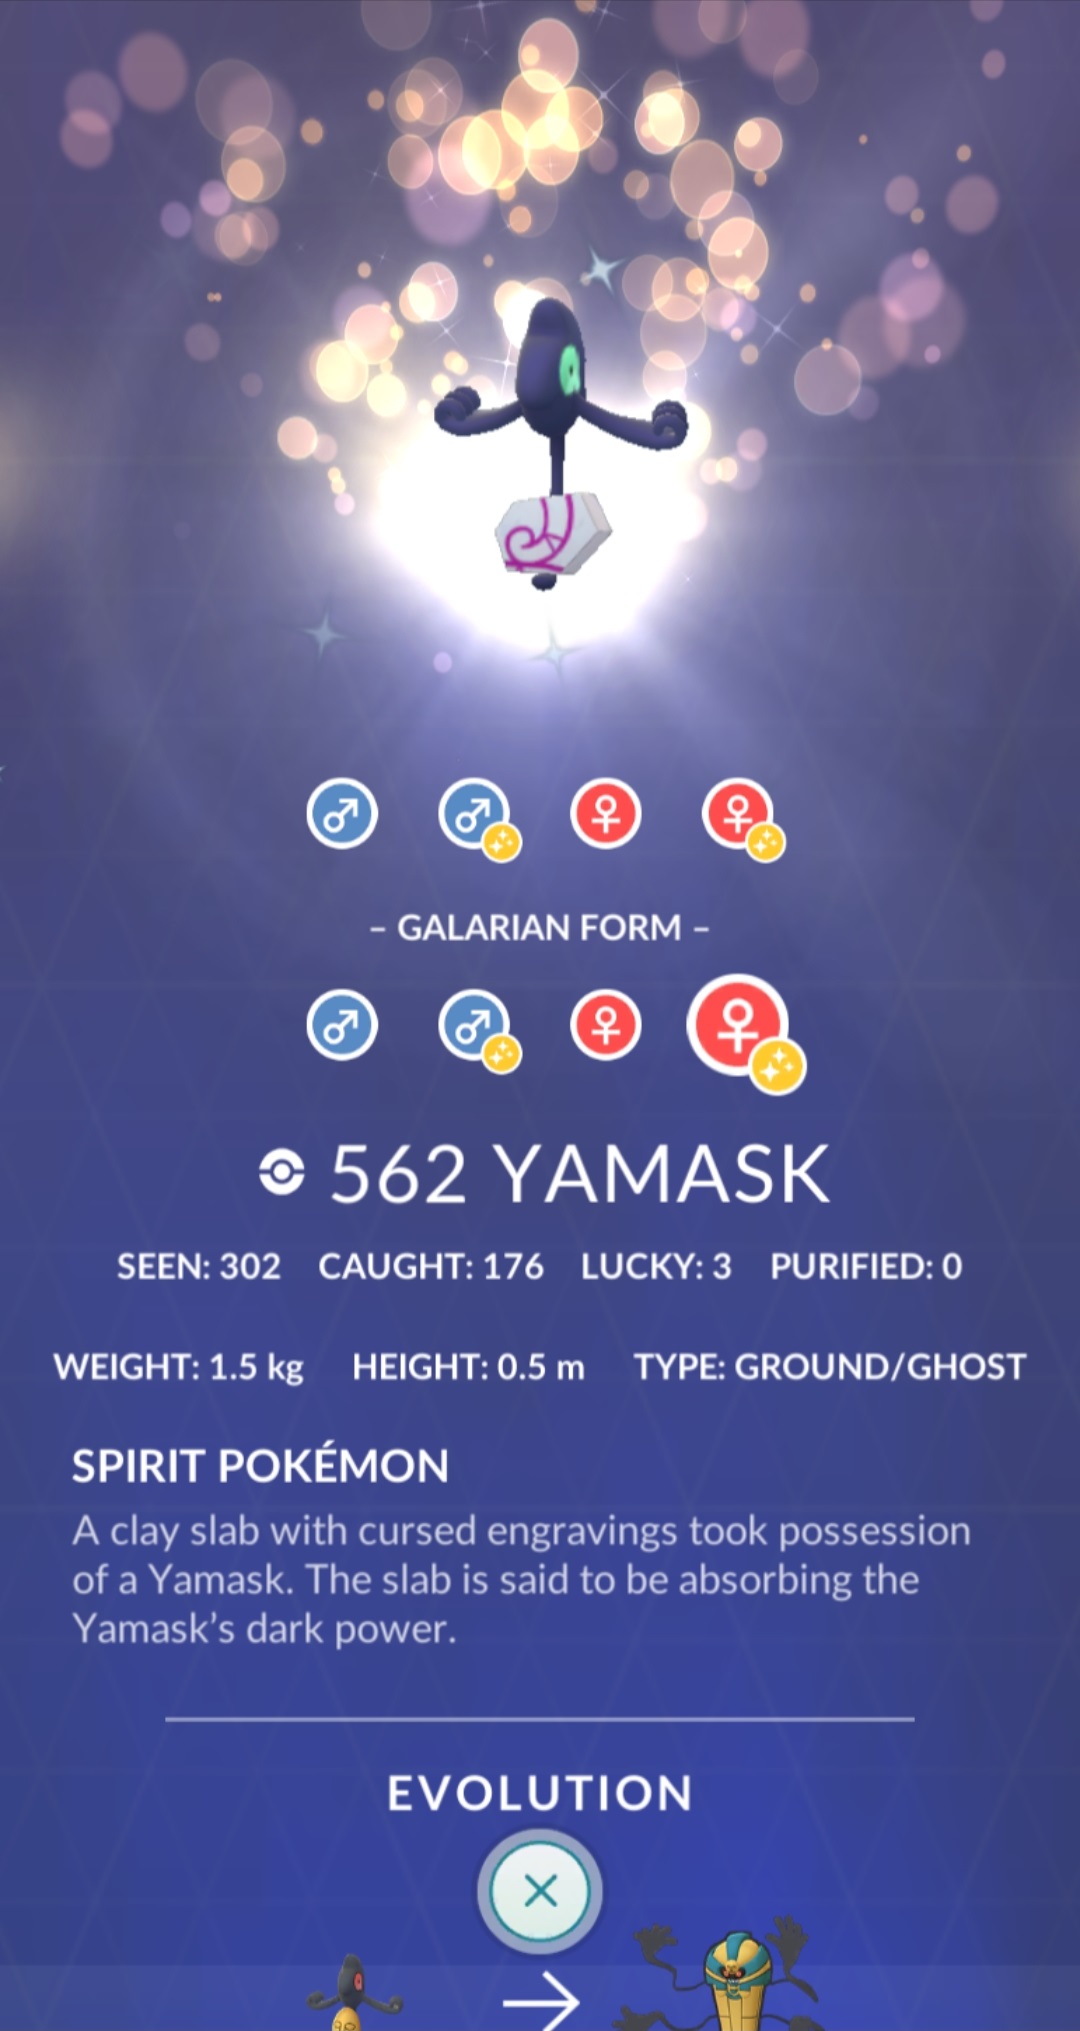 – GALARIAN FORM –
562 YAMASK
SEEN: 302 CAUGHT: 176 LUCKY: 3 PURIFIED: 0
WEIGHT: 1.5 kg HEIGHT: 0.5 m TYPE: GROUND/GHOST
SPIRIT POKÉMON
A clay slab with cursed engravings took possession
of a Yamask. The slab is said to be absorbing the
Yamask’s dark power.
EVOLUTION